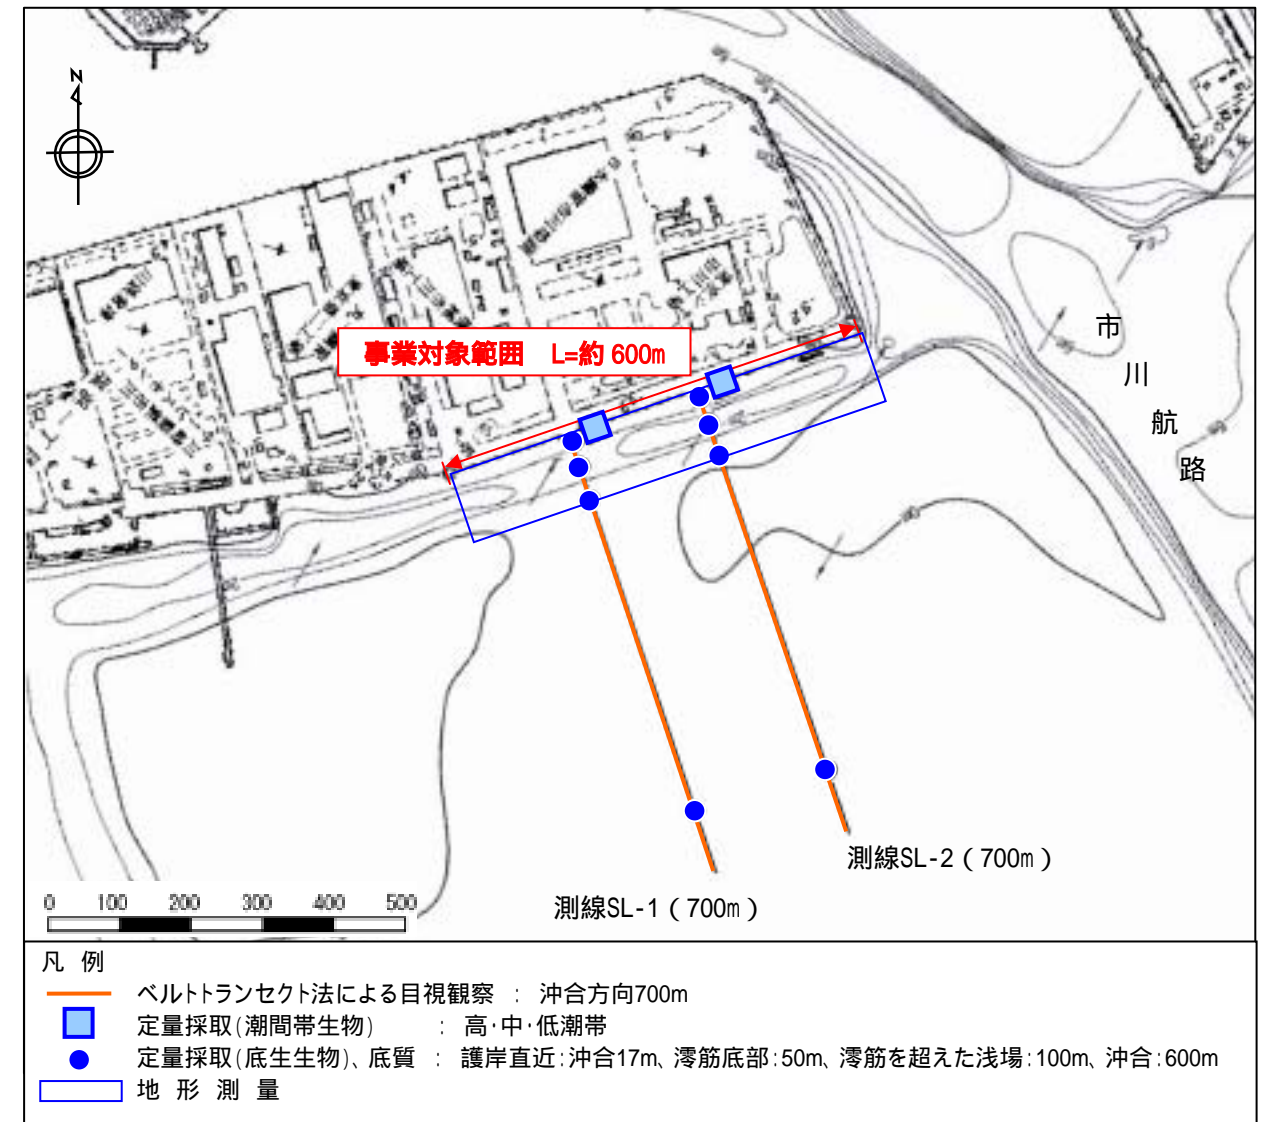 N
事業対象範囲 L=約600m
市
川
航
路
測線SL-2(700m)
測線SL-1(700m)
0 100 200 300 400 500
凡 例
ベルトトランセクト法による目視観察 : 沖合方向700m
定量採取(潮間帯生物) : 高・中・低潮帯
定量採取(底生生物)、底質 : 護岸直近:沖合17m、澪筋底部:50m、澪筋を超えた浅場:100m、沖合:600m
地 形 測 量